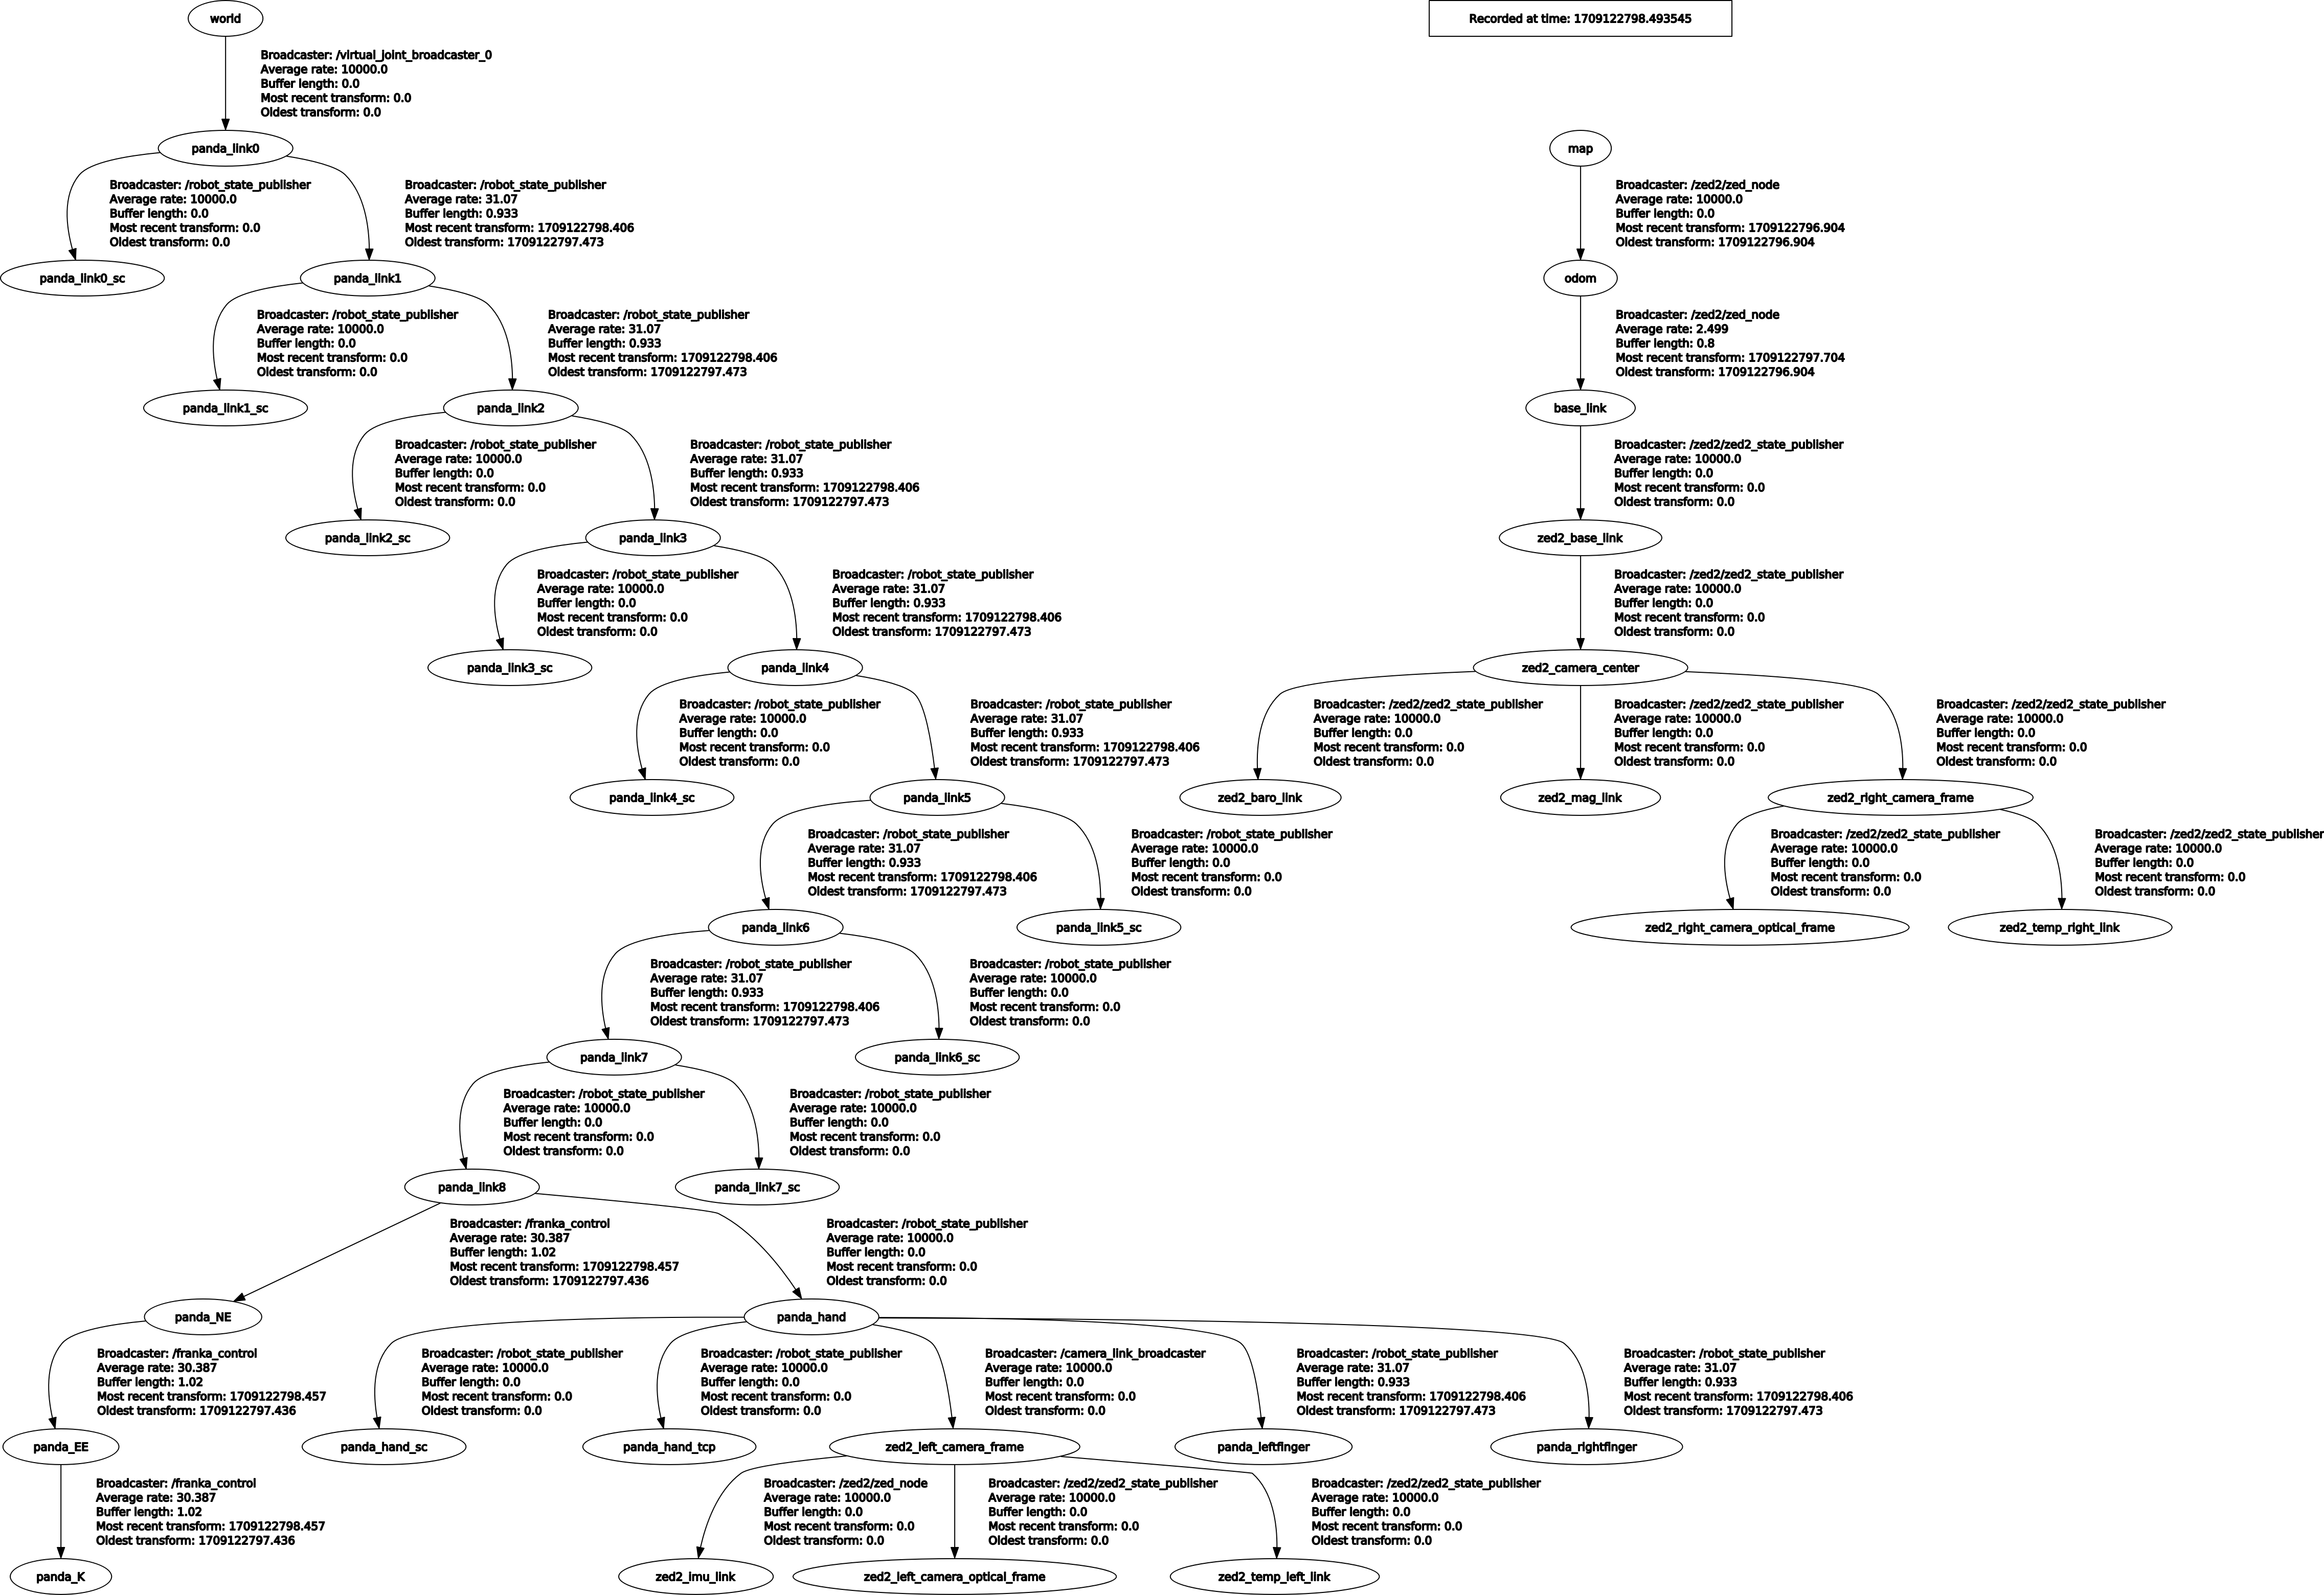 world
Recorded at time: 1709122798.493545
Broadcaster: /virtual_joint_broadcaster_0
Average rate: 10000.0
Buffer length: 0.0
Most recent transform: 0.0
Oldest transform: 0.0
panda_link0
map
Broadcaster: /robot_state_publisher
Average rate: 10000.0
Buffer length: 0.0
Most recent transform: 0.0
Oldest transform: 0.0
Broadcaster: /robot_state_publisher
Average rate: 31.07
Buffer length: 0.933
Most recent transform: 1709122798.406
Oldest transform: 1709122797.473
Broadcaster: /zed2/zed_node
Average rate: 10000.0
Buffer length: 0.0
Most recent transform: 1709122796.904
Oldest transform: 1709122796.904
panda_link0_sc
panda_link1
odom
Broadcaster: /robot_state_publisher
Average rate: 10000.0
Buffer length: 0.0
Most recent transform: 0.0
Oldest transform: 0.0
Broadcaster: /robot_state_publisher
Average rate: 31.07
Buffer length: 0.933
Most recent transform: 1709122798.406
Oldest transform: 1709122797.473
Broadcaster: /zed2/zed_node
Average rate: 2.499
Buffer length: 0.8
Most recent transform: 1709122797.704
Oldest transform: 1709122796.904
panda_link1_sc
panda_link2
base_link
Broadcaster: /robot_state_publisher
Average rate: 10000.0
Buffer length: 0.0
Most recent transform: 0.0
Oldest transform: 0.0
Broadcaster: /robot_state_publisher
Average rate: 31.07
Buffer length: 0.933
Most recent transform: 1709122798.406
Oldest transform: 1709122797.473
Broadcaster: /zed2/zed2_state_publisher
Average rate: 10000.0
Buffer length: 0.0
Most recent transform: 0.0
Oldest transform: 0.0
panda_link2_sc
panda_link3
zed2_base_link
Broadcaster: /robot_state_publisher
Average rate: 10000.0
Buffer length: 0.0
Most recent transform: 0.0
Oldest transform: 0.0
Broadcaster: /robot_state_publisher
Average rate: 31.07
Buffer length: 0.933
Most recent transform: 1709122798.406
Oldest transform: 1709122797.473
Broadcaster: /zed2/zed2_state_publisher
Average rate: 10000.0
Buffer length: 0.0
Most recent transform: 0.0
Oldest transform: 0.0
panda_link3_sc
panda_link4
zed2_camera_center
Broadcaster: /robot_state_publisher
Average rate: 10000.0
Buffer length: 0.0
Most recent transform: 0.0
Oldest transform: 0.0
Broadcaster: /robot_state_publisher
Average rate: 31.07
Buffer length: 0.933
Most recent transform: 1709122798.406
Oldest transform: 1709122797.473
Broadcaster: /zed2/zed2_state_publisher
Average rate: 10000.0
Buffer length: 0.0
Most recent transform: 0.0
Oldest transform: 0.0
Broadcaster: /zed2/zed2_state_publisher
Average rate: 10000.0
Buffer length: 0.0
Most recent transform: 0.0
Oldest transform: 0.0
Broadcaster: /zed2/zed2_state_publisher
Average rate: 10000.0
Buffer length: 0.0
Most recent transform: 0.0
Oldest transform: 0.0
panda_link4_sc
panda_link5
zed2_baro_link
zed2_mag_link
zed2_right_camera_frame
Broadcaster: /robot_state_publisher
Average rate: 31.07
Buffer length: 0.933
Most recent transform: 1709122798.406
Oldest transform: 1709122797.473
Broadcaster: /robot_state_publisher
Average rate: 10000.0
Buffer length: 0.0
Most recent transform: 0.0
Oldest transform: 0.0
Broadcaster: /zed2/zed2_state_publisher
Average rate: 10000.0
Buffer length: 0.0
Most recent transform: 0.0
Oldest transform: 0.0
Broadcaster: /zed2/zed2_state_publisher
Average rate: 10000.0
Buffer length: 0.0
Most recent transform: 0.0
Oldest transform: 0.0
panda_link6
panda_link5_sc
zed2_right_camera_optical_frame
zed2_temp_right_link
Broadcaster: /robot_state_publisher
Average rate: 31.07
Buffer length: 0.933
Most recent transform: 1709122798.406
Oldest transform: 1709122797.473
Broadcaster: /robot_state_publisher
Average rate: 10000.0
Buffer length: 0.0
Most recent transform: 0.0
Oldest transform: 0.0
panda_link7
panda_link6_sc
Broadcaster: /robot_state_publisher
Average rate: 10000.0
Buffer length: 0.0
Most recent transform: 0.0
Oldest transform: 0.0
Broadcaster: /robot_state_publisher
Average rate: 10000.0
Buffer length: 0.0
Most recent transform: 0.0
Oldest transform: 0.0
panda_link8
panda_link7_sc
Broadcaster: /franka_control
Average rate: 30.387
Buffer length: 1.02
Most recent transform: 1709122798.457
Oldest transform: 1709122797.436
Broadcaster: /robot_state_publisher
Average rate: 10000.0
Buffer length: 0.0
Most recent transform: 0.0
Oldest transform: 0.0
panda_NE
panda_hand
Broadcaster: /franka_control
Average rate: 30.387
Buffer length: 1.02
Most recent transform: 1709122798.457
Oldest transform: 1709122797.436
Broadcaster: /robot_state_publisher
Average rate: 10000.0
Buffer length: 0.0
Most recent transform: 0.0
Oldest transform: 0.0
Broadcaster: /robot_state_publisher
Average rate: 10000.0
Buffer length: 0.0
Most recent transform: 0.0
Oldest transform: 0.0
Broadcaster: /camera_link_broadcaster
Average rate: 10000.0
Buffer length: 0.0
Most recent transform: 0.0
Oldest transform: 0.0
Broadcaster: /robot_state_publisher
Average rate: 31.07
Buffer length: 0.933
Most recent transform: 1709122798.406
Oldest transform: 1709122797.473
Broadcaster: /robot_state_publisher
Average rate: 31.07
Buffer length: 0.933
Most recent transform: 1709122798.406
Oldest transform: 1709122797.473
panda_EE
panda_hand_sc
panda_hand_tcp
zed2_left_camera_frame
panda_leftfinger
panda_rightfinger
Broadcaster: /franka_control
Average rate: 30.387
Buffer length: 1.02
Most recent transform: 1709122798.457
Oldest transform: 1709122797.436
Broadcaster: /zed2/zed_node
Average rate: 10000.0
Buffer length: 0.0
Most recent transform: 0.0
Oldest transform: 0.0
Broadcaster: /zed2/zed2_state_publisher
Average rate: 10000.0
Buffer length: 0.0
Most recent transform: 0.0
Oldest transform: 0.0
Broadcaster: /zed2/zed2_state_publisher
Average rate: 10000.0
Buffer length: 0.0
Most recent transform: 0.0
Oldest transform: 0.0
panda_K
zed2_imu_link
zed2_left_camera_optical_frame
zed2_temp_left_link